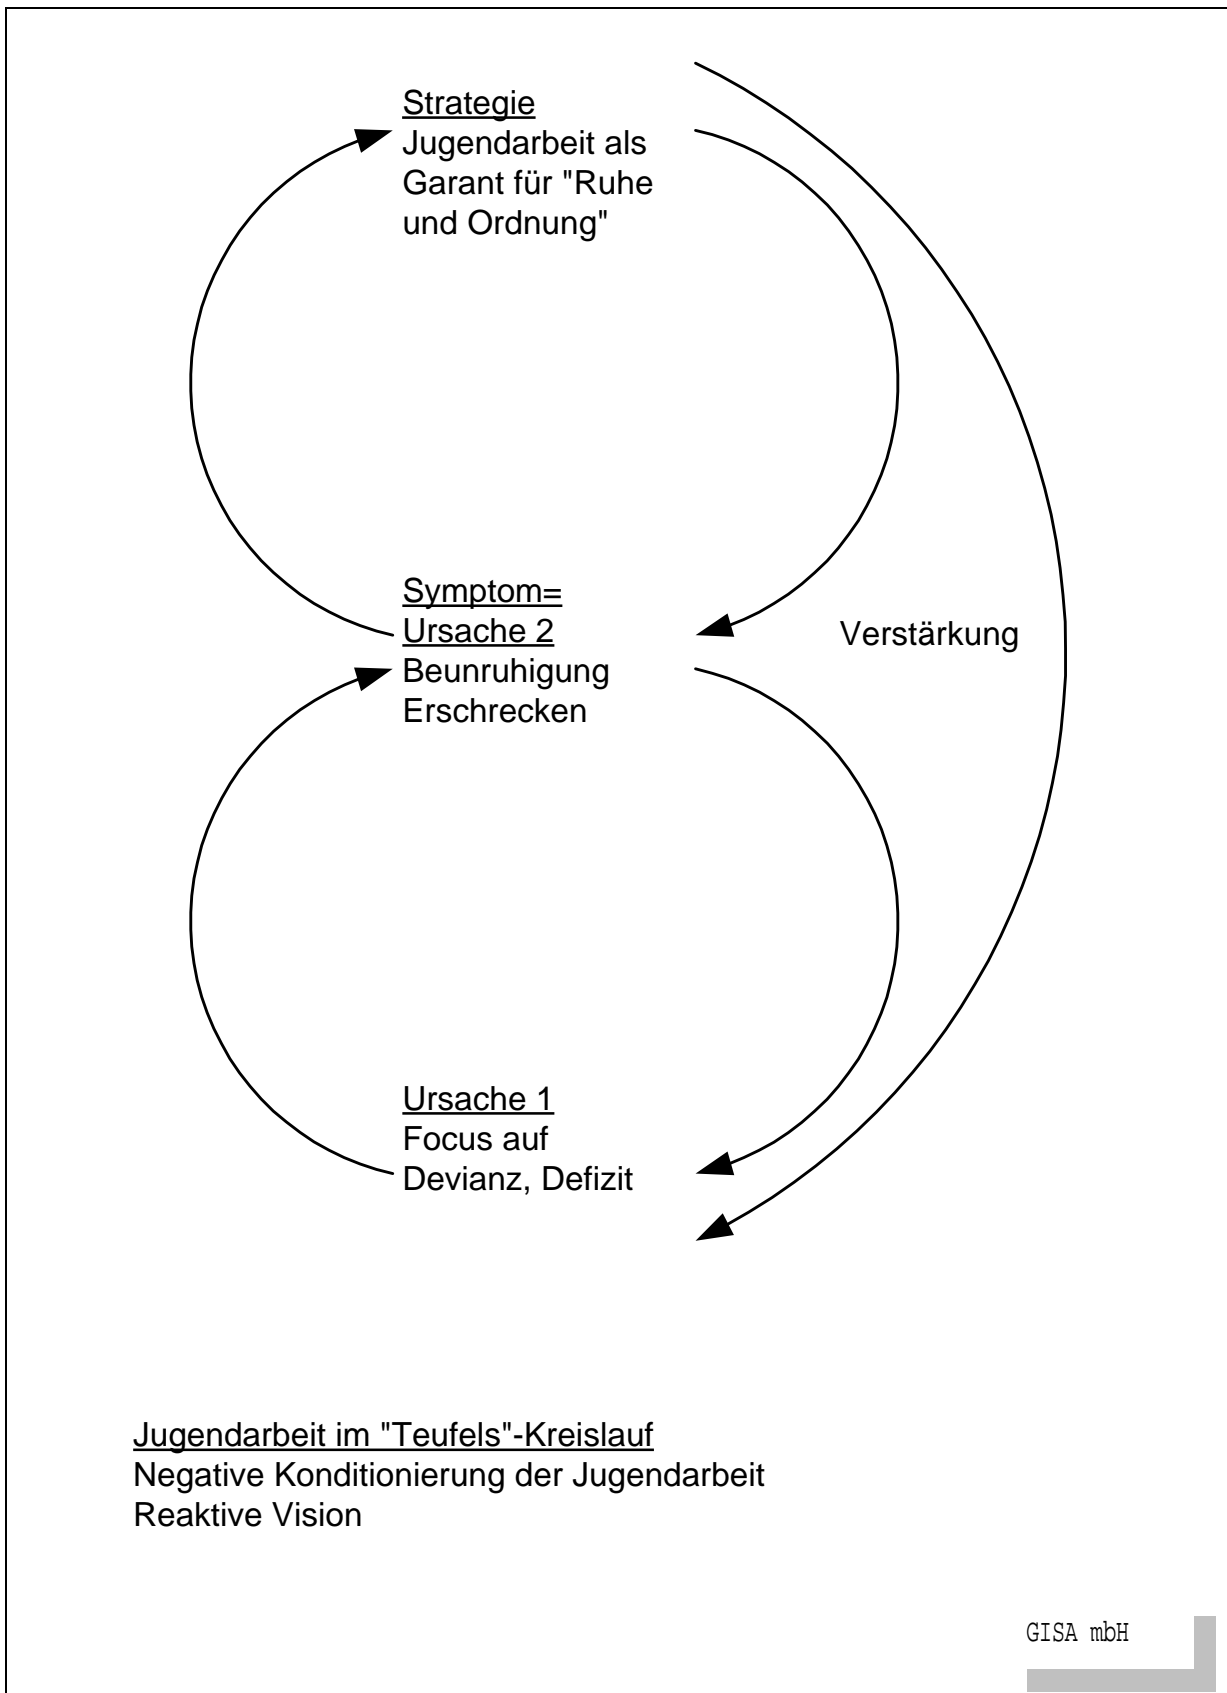 Strategie
Jugendarbeit als
Garant für "Ruhe
und Ordnung"
Symptom=
Ursache 2
Beunruhigung
Erschrecken
Verstärkung
Ursache 1
Focus auf
Devianz, Defizit
Jugendarbeit im "Teufels"-Kreislauf
Negative Konditionierung der Jugendarbeit
Reaktive Vision
GISA mbH